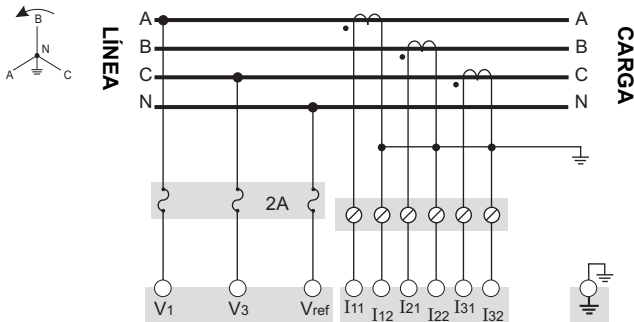 B
N
A C
LÍNEA
CARGA
A A
B B
C C
N N
2A
V1 V3 Vref I11 I12 I21 I22 I31 I32